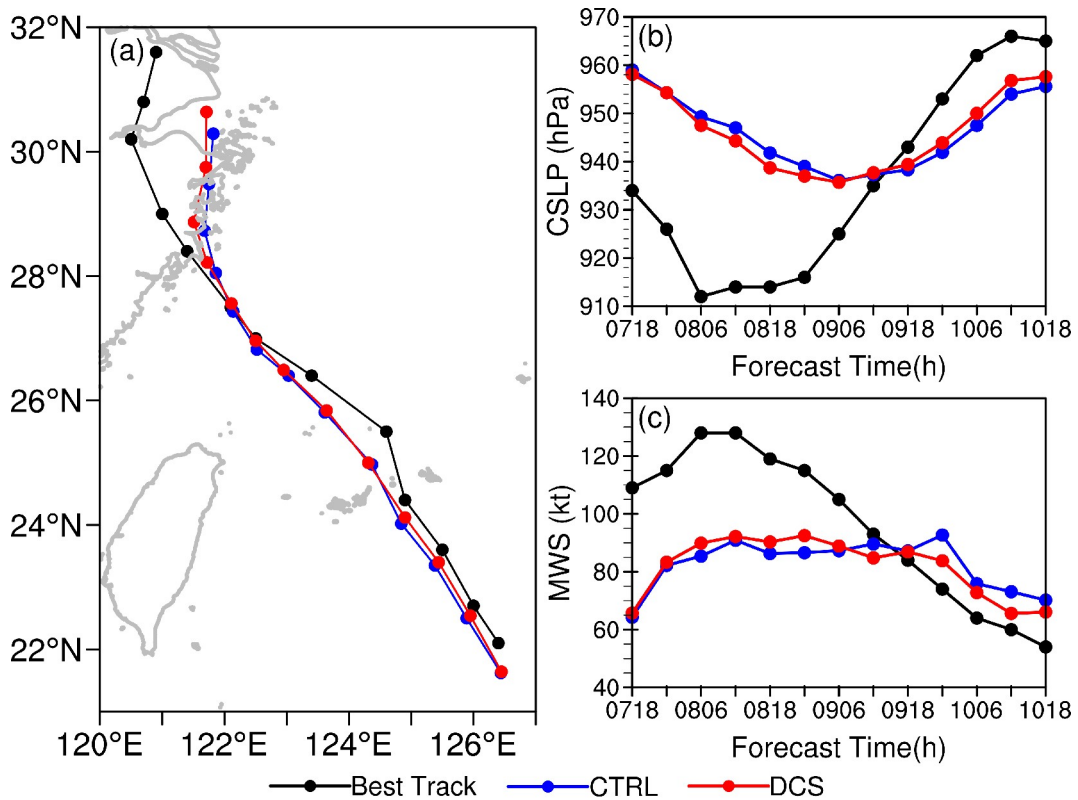 (a)
32°N
30°N
28°N
26°N
24°N
22°N
120°E 122°E 124°E 126°E
(b)
CSLP (hPa)
970
960
950
940
930
920
910
0718 0806 0818 0906 0918 1006 1018
Forecast Time(h)
(c)
MWS (kt)
140
120
100
80
60
40
0718 0806 0818 0906 0918 1006 1018
Forecast Time(h)
Best Track CTRL DCS